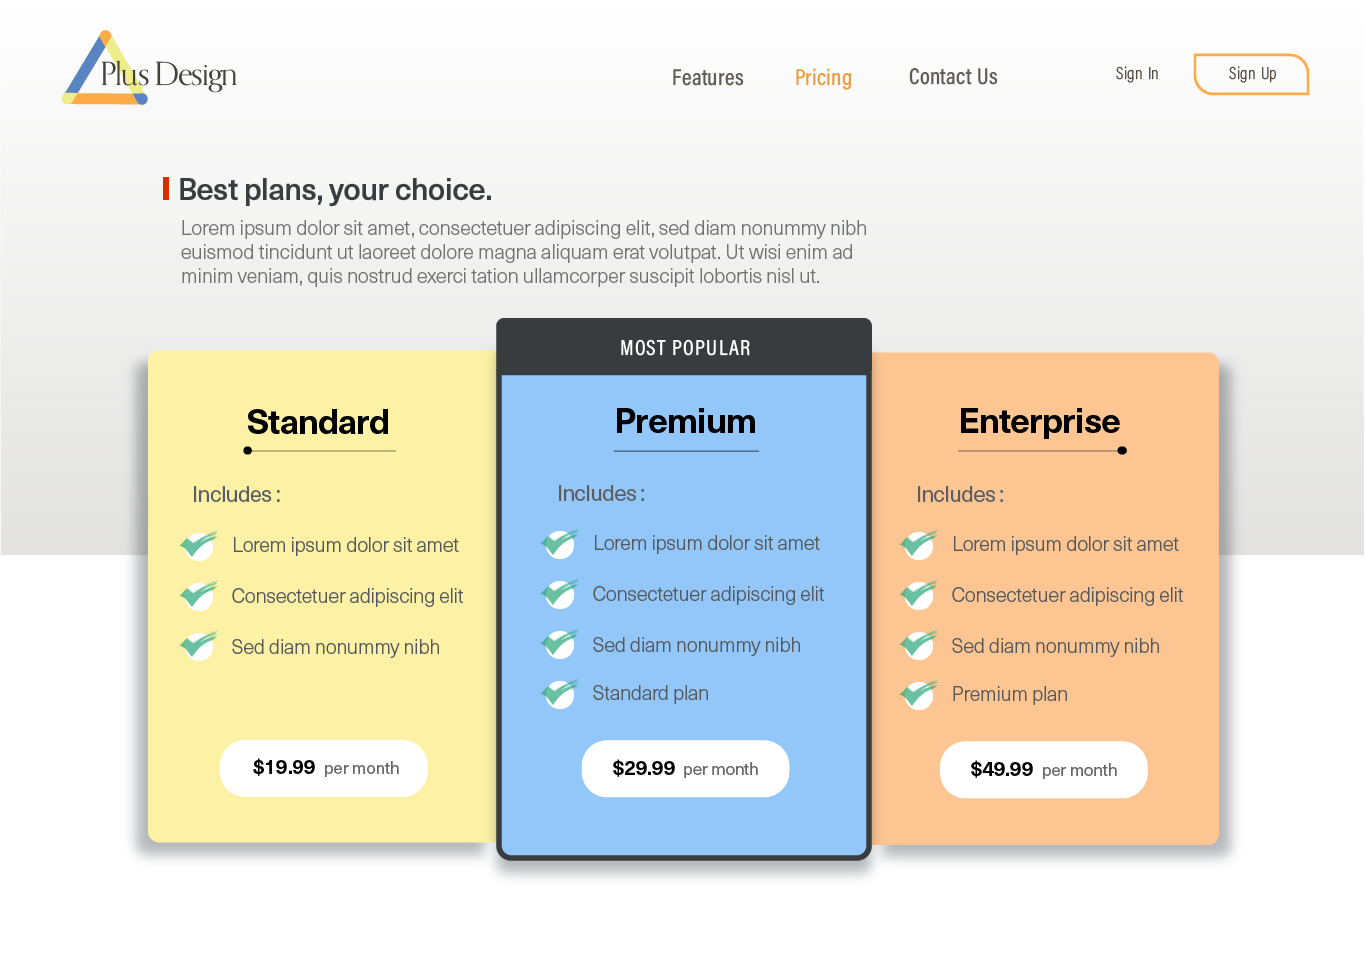 Plus Design
Features
Pricing
Contact Us
Sign In
Sign Up
Best plans, your choice.
Lorem ipsum dolor sit amet, consectetuer adipiscing elit, sed diam nonummy nibh
euismod tincidunt ut laoreet dolore magna aliquam erat volutpat. Ut wisi enim ad
minim veniam, quis nostrud exerci tation ullamcorper suscipit lobortis nisl ut.
Standard
Includes :
Lorem ipsum dolor sit amet
Consectetuer adipiscing elit
Sed diam nonummy nibh
$19.99 per month
MOST POPULAR
Premium
Includes :
Lorem ipsum dolor sit amet
Consectetuer adipiscing elit
Sed diam nonummy nibh
Standard plan
$29.99 per month
Enterprise
Includes :
Lorem ipsum dolor sit amet
Consectetuer adipiscing elit
Sed diam nonummy nibh
Premium plan
$49.99 per month